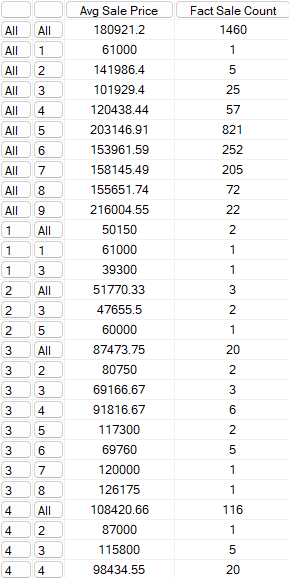 Avg Sale Price Fact Sale Count
All All 180921.2 1460
All 1 61000 1
All 2 141986.4 5
All 3 101929.4 25
All 4 120438.44 57
All 5 203146.91 821
All 6 153961.59 252
All 7 158145.49 205
All 8 155651.74 72
All 9 216004.55 22
1 All 50150 2
1 1 61000 1
1 3 39300 1
2 All 51770.33 3
2 3 47655.5 2
2 5 60000 1
3 All 87473.75 20
3 2 80750 2
3 3 69166.67 3
3 4 91816.67 6
3 5 117300 2
3 6 69760 5
3 7 120000 1
3 8 126175 1
4 All 108420.66 116
4 2 87000 1
4 3 115800 5
4 4 98434.55 20